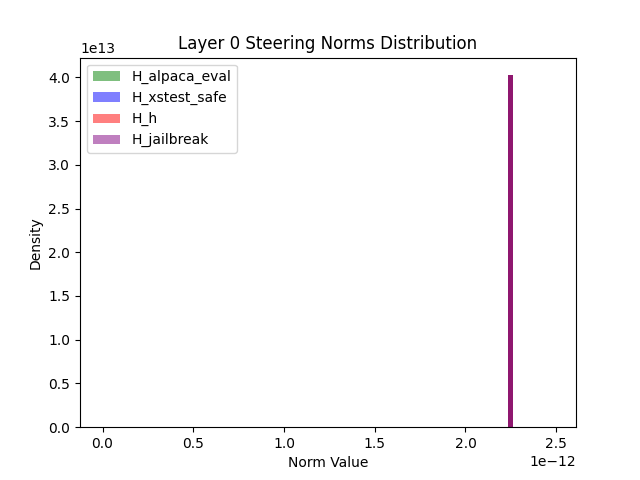 Layer 0 Steering Norms Distribution
1e13
H_alpaca_eval
H_xstest_safe
H_h
H_jailbreak
4.0
3.5
3.0
2.5
2.0
1.5
1.0
0.5
0.0
Density
0.0 0.5 1.0 1.5 2.0 2.5
1e−12
Norm Value